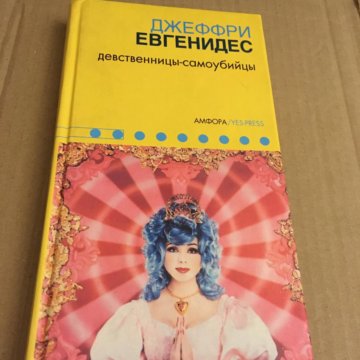 ДЖЕФФРИ
ЕВГЕНИДЕС
девственницы-самоубийцы
АМФОРА/YES-PRESS